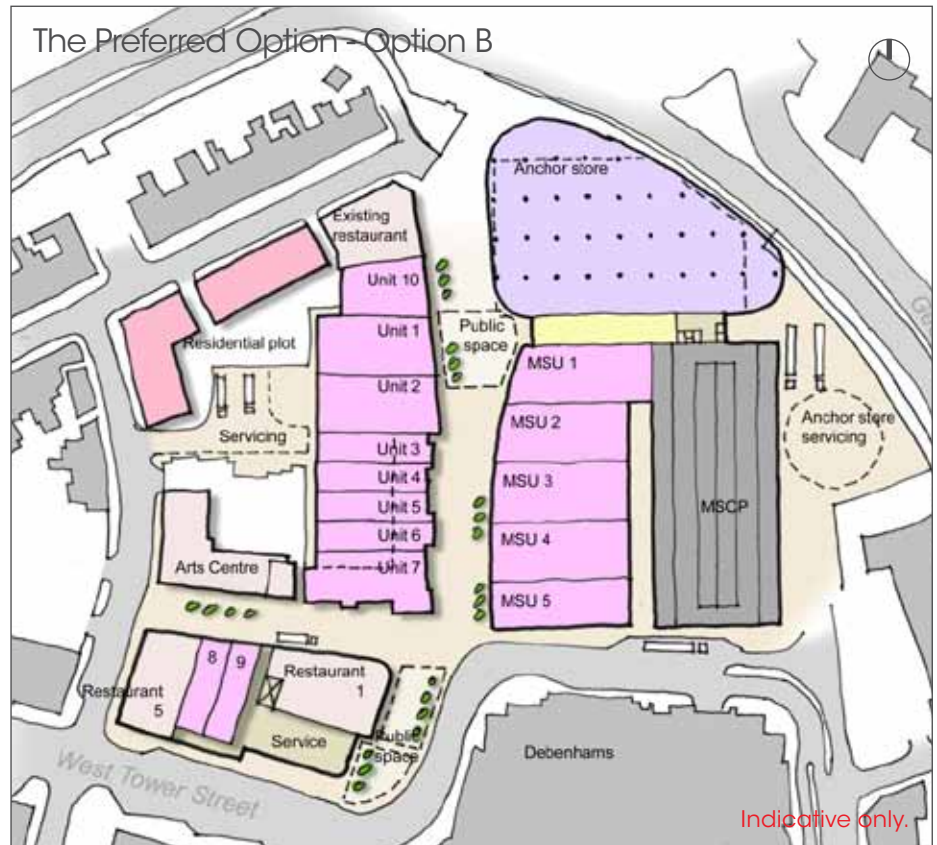 The Preferred Option - Option B
Anchor store
Existing
restaurant
Unit 10
Unit 1
Public
space
Residential plot
MSU 1
Unit 2
MSU 2
Anchor store
servicing
Servicing
Unit 3
Unit 4
MSU 3
Unit 5
MSCP
Unit 6
MSU 4
Arts Centre
Unit 7
MSU 5
8
9
Restaurant
1
Restaurant
5
Service
Public
space
Debenhams
West Tower Street
Indicative only.